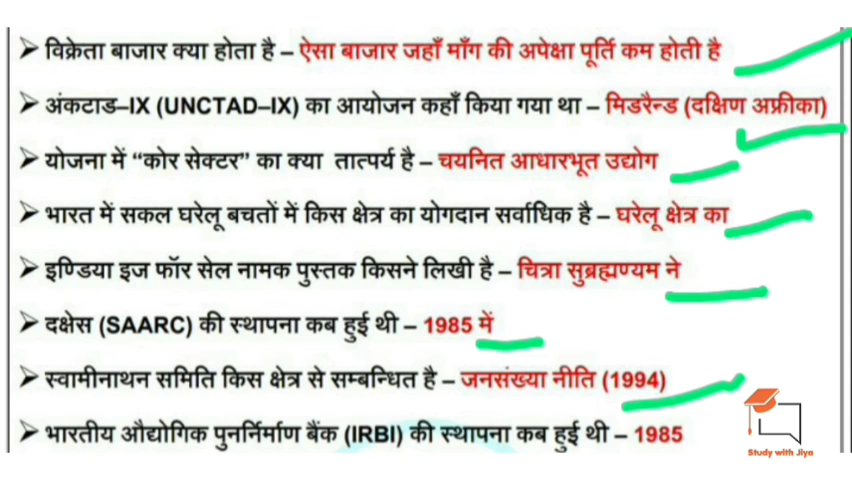 ➢ विक्रेता बाजार क्या होता है – ऐसा बाजार जहाँ माँग की अपेक्षा पूर्ति कम होती है
➢ अंकटाड–IX (UNCTAD–IX) का आयोजन कहाँ किया गया था – मिडरैन्ड (दक्षिण अफ्रीका)
➢ योजना में “कोर सेक्टर” का क्या तात्पर्य है – चयनित आधारभूत उद्योग
➢ भारत में सकल घरेलू बचतों में किस क्षेत्र का योगदान सर्वाधिक है – घरेलू क्षेत्र का
➢ इण्डिया इज फॉर सेल नामक पुस्तक किसने लिखी है – चित्रा सुब्रह्मण्यम ने
➢ दक्षेस (SAARC) की स्थापना कब हुई थी – 1985 में
➢ स्वामीनाथन समिति किस क्षेत्र से सम्बन्धित है – जनसंख्या नीति (1994)
➢ भारतीय औद्योगिक पुनर्निर्माण बैंक (IRBI) की स्थापना कब हुई थी – 1985
Study with Jiya